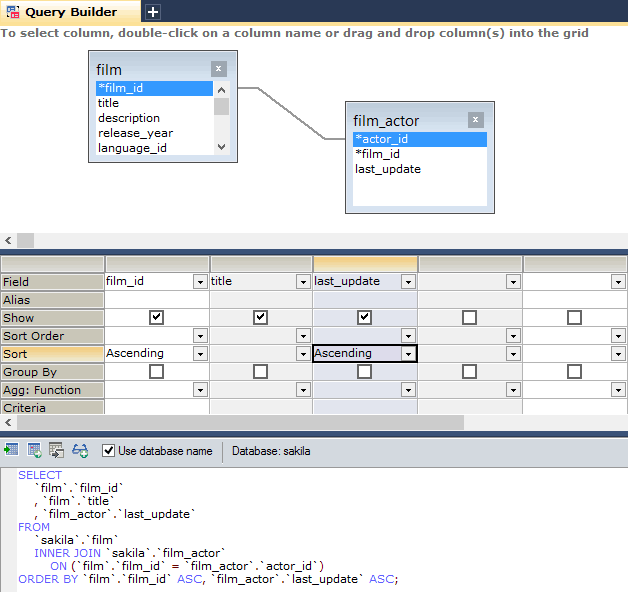 Query Builder
To select column, double-click on a column name or drag and drop column(s) into the grid
film
*film_id
title
description
release_year
language_id
film_actor
*actor_id
*film_id
last_update
Field film_id title last_update
Alias
Show
Sort Order
Sort Ascending Ascending
Group By
Agg: Function
Criteria
Use database name Database: sakila
SELECT
`film`.`film_id`
, `film`.`title`
, `film_actor`.`last_update`
FROM
`sakila`.`film`
INNER JOIN `sakila`.`film_actor`
ON (`film`.`film_id` = `film_actor`.`actor_id`)
ORDER BY `film`.`film_id` ASC, `film_actor`.`last_update` ASC;